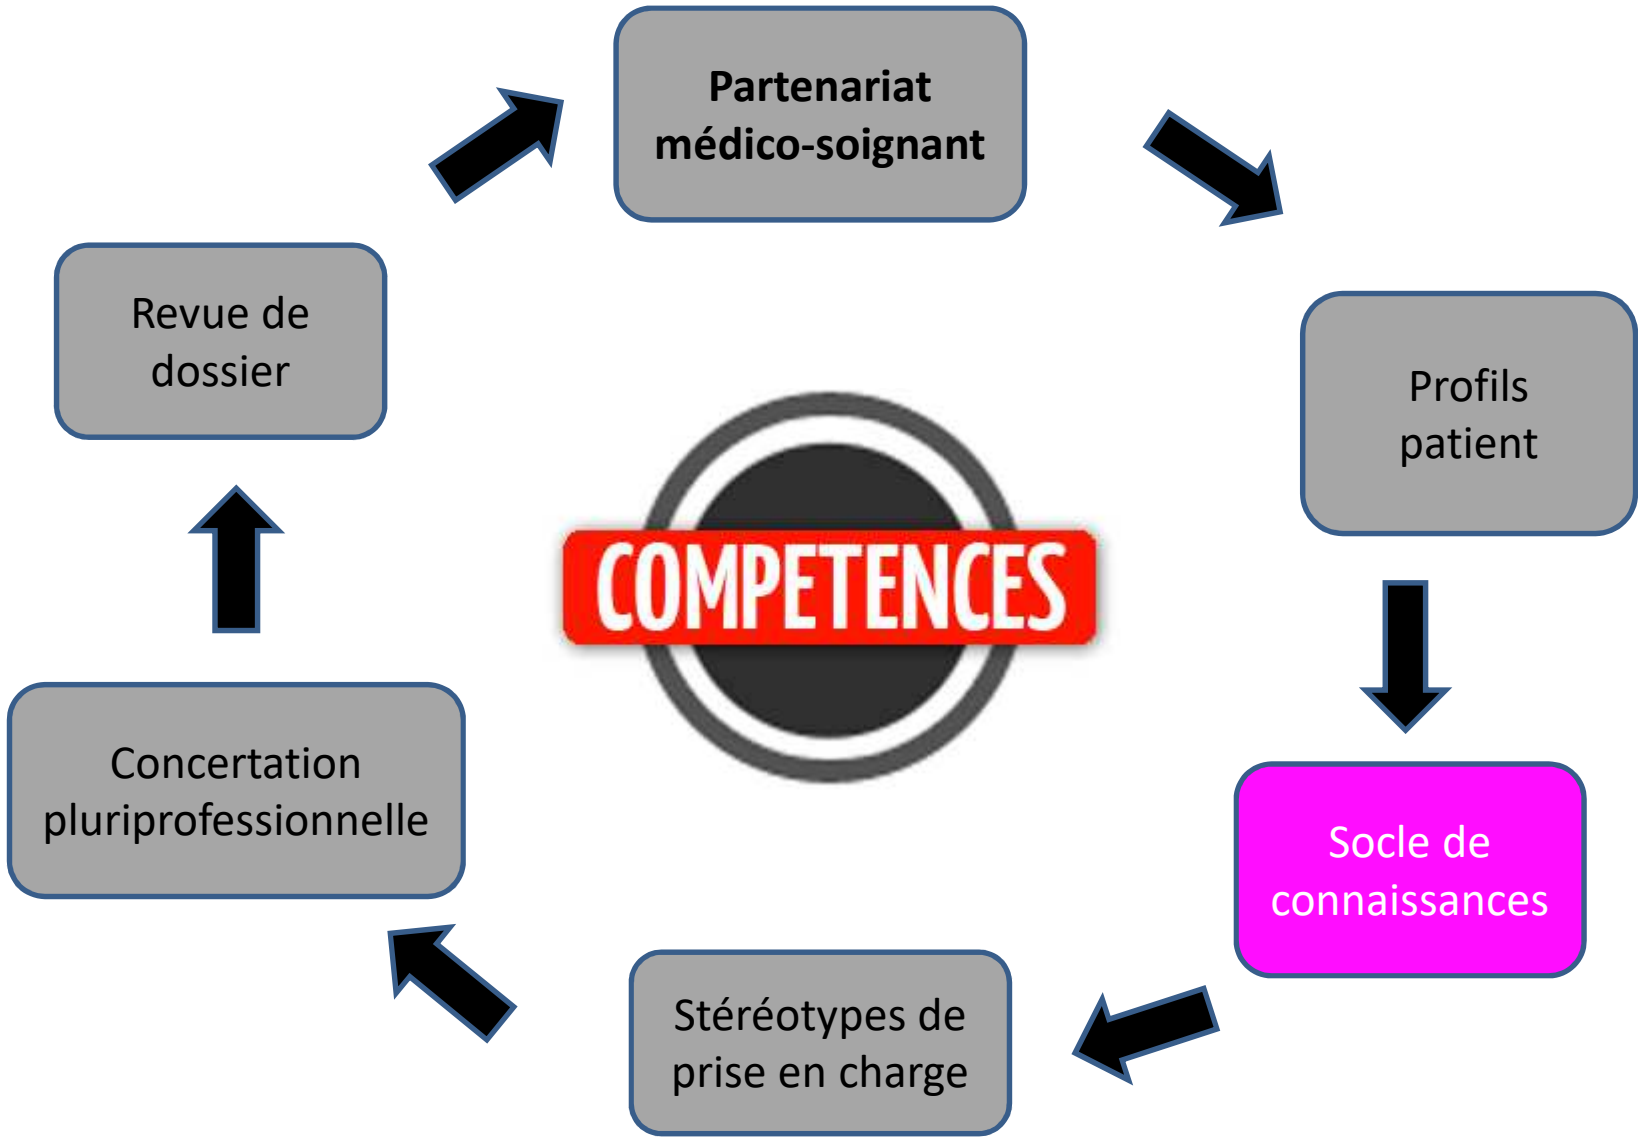 Partenariat
médico-soignant
Revue de
dossier
Profils
patient
COMPETENCES
Concertation
pluriprofessionnelle
Socle de
connaissances
Stéréotypes de
prise en charge